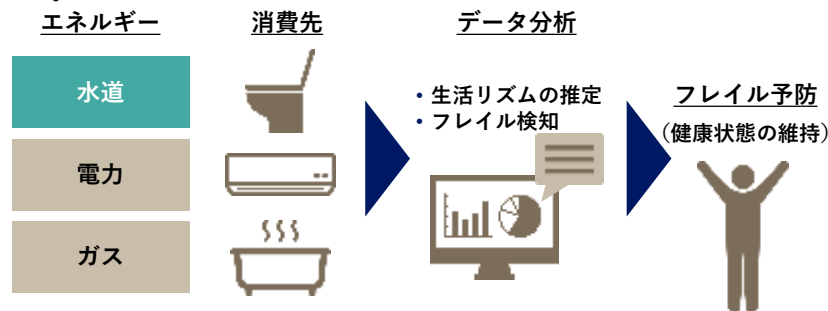 エネルギー
消費先
データ分析
水道
電力
ガス
・生活リズムの推定
・フレイル検知
フレイル予防
（健康状態の維持）